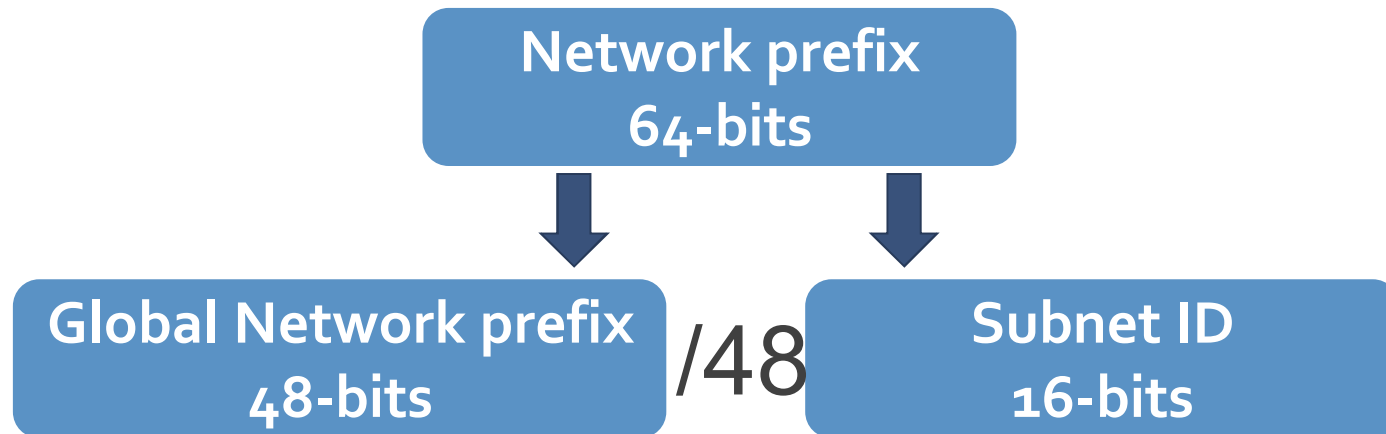 Network prefix
64-bits
Global Network prefix
48-bits
/48
Subnet ID
16-bits